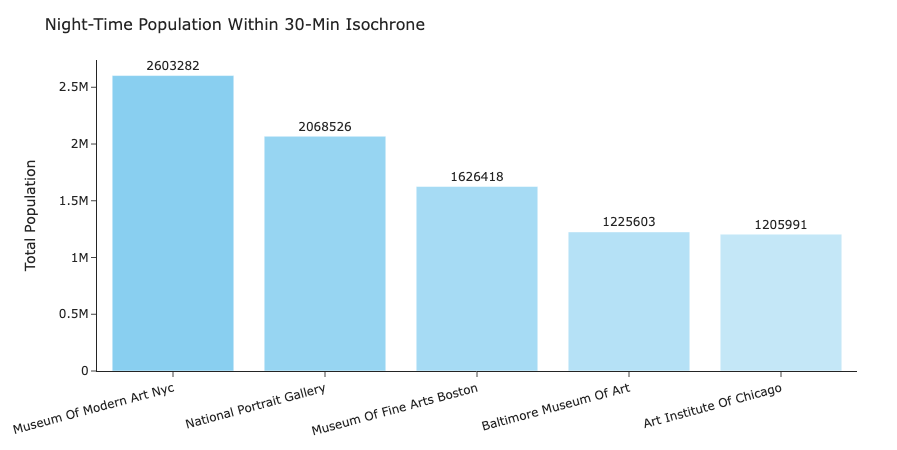 Night-Time Population Within 30-Min Isochrone
Total Population
2.5M
2M
1.5M
1M
0.5M
0
2603282
2068526
1626418
1225603
1205991
Museum Of Modern Art Nyc
National Portrait Gallery
Museum Of Fine Arts Boston
Baltimore Museum Of Art
Art Institute Of Chicago